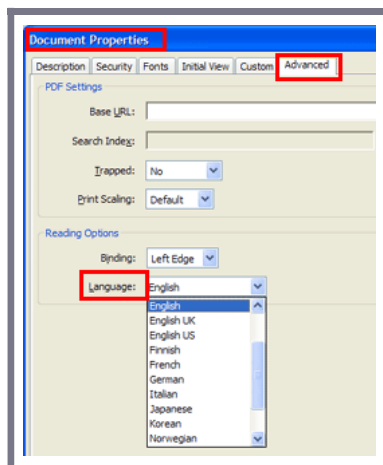 Document Properties
Description Security Fonts Initial View Custom Advanced
PDF Settings
Base URL:
Search Index:
Trapped: No
Print Scaling: Default
Reading Options
Binding: Left Edge
Language: English
English
English UK
English US
Finnish
French
German
Italian
Japanese
Korean
Norwegian